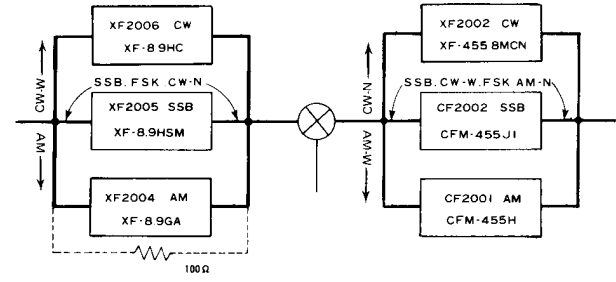 XF2006 CW
XF-8.9HC
CW-W
SSB.FSK.CW-N
XF2005 SSB
XF-8.9HSM
AM
XF2004 AM
XF-8.9GA
100Ω
XF2002 CW
XF-455 8MCN
CW-N
SSB.CW-W.FSK AM-N
CF2002 SSB
CFM-455J1
AM-W
CF2001 AM
CFM-455H